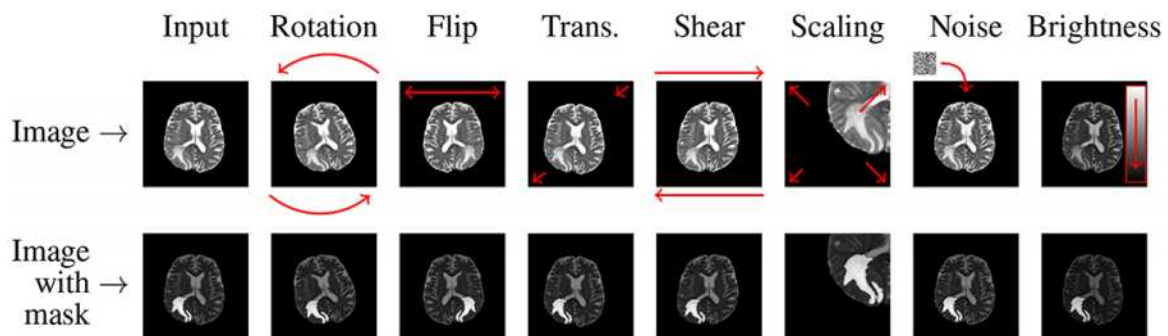 Input Rotation Flip Trans. Shear Scaling Noise Brightness
Image →
Image
with →
mask